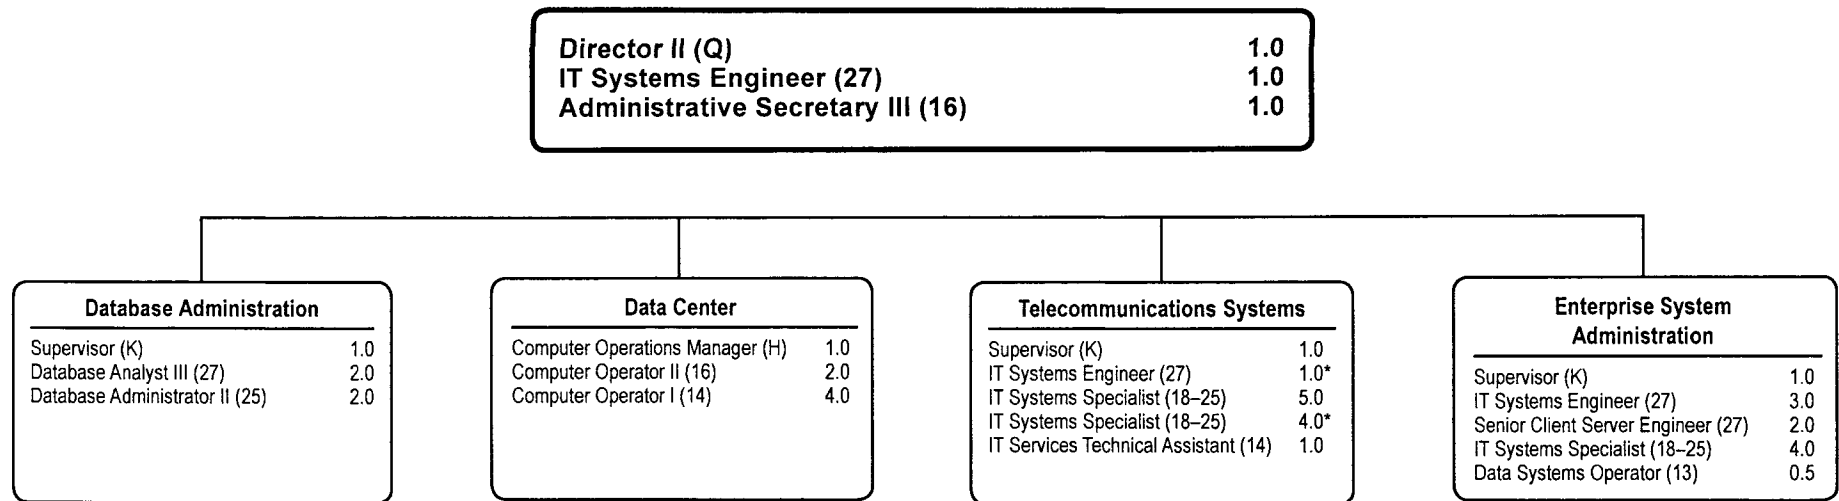 Director II (Q) 1.0
IT Systems Engineer (27) 1.0
Administrative Secretary III (16) 1.0
Database Administration
Supervisor (K) 1.0
Database Analyst III (27) 2.0
Database Administrator II (25) 2.0
Data Center
Computer Operations Manager (H) 1.0
Computer Operator II (16) 2.0
Computer Operator I (14) 4.0
Telecommunications Systems
Supervisor (K) 1.0
IT Systems Engineer (27) 1.0*
IT Systems Specialist (18–25) 5.0
IT Systems Specialist (18–25) 4.0*
IT Services Technical Assistant (14) 1.0
Enterprise System
Administration
Supervisor (K) 1.0
IT Systems Engineer (27) 3.0
Senior Client Server Engineer (27) 2.0
IT Systems Specialist (18–25) 4.0
Data Systems Operator (13) 0.5